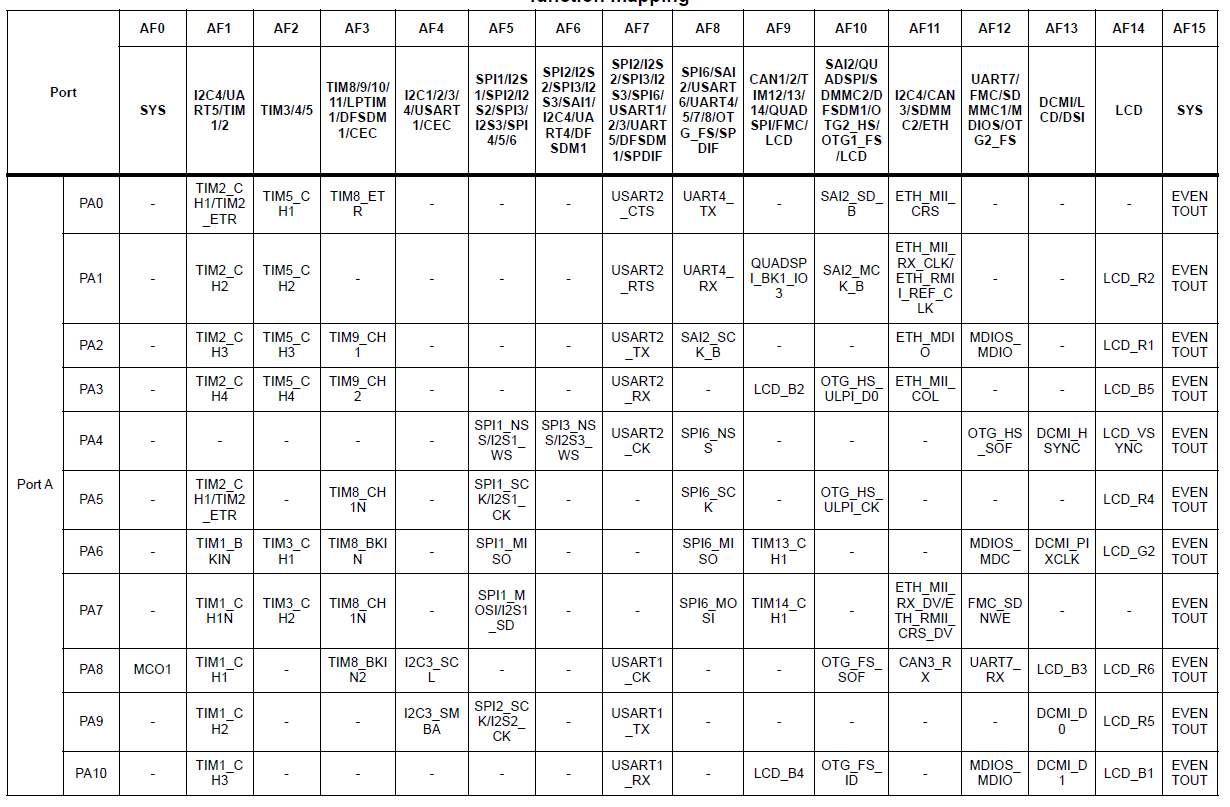 function mapping
Port AF0 AF1 AF2 AF3 AF4 AF5 AF6 AF7 AF8 AF9 AF10 AF11 AF12 AF13 AF14 AF15
SYS I2C4/UART5/TIM1/2 TIM3/4/5 TIM8/9/10/11/LPTIM1/DFSDM1/CEC I2C1/2/3/4/USART1/CEC SPI1/I2S1/SPI2/I2S2/SPI3/I2S3/SPI4/5/6 SPI2/I2S2/SPI3/I2S3/SAI1/I2C4/UART4/DFSDM1 SPI2/I2S2/SPI3/I2S3/SPI6/USART1/2/3/UART5/DFSDM1/SPDIF SPI6/SAI2/USART6/UART4/5/7/8/OTG_FS/SPDIF CAN1/2/TIM12/13/14/QUADSPI/FMC/LCD SAI2/QUADSPI/SDMMC2/DFSDM1/OTG2_HS/OTG1_FS/LCD I2C4/CAN3/SDMMC2/ETH UART7/FMC/SDMMC1/MDIOS/OTG2_FS DCMI/LCD/DSI LCD SYS
Port A
PA0 - TIM2_CH1/TIM2_ETR TIM5_CH1 TIM8_ETR - - - USART2_CTS UART4_TX - SAI2_SD_B ETH_MII_CRS - - - EVENTOUT
PA1 - TIM2_CH2 TIM5_CH2 - - - - USART2_RTS UART4_RX QUADSPI_BK1_IO3 SAI2_MCK_B ETH_MII_RX_CLK/ETH_RMII_REF_CLK - - LCD_R2 EVENTOUT
PA2 - TIM2_CH3 TIM5_CH3 TIM9_CH1 - - - USART2_TX SAI2_SCK_B - - ETH_MDIO MDIOS_MDIO - LCD_R1 EVENTOUT
PA3 - TIM2_CH4 TIM5_CH4 TIM9_CH2 - - - USART2_RX - LCD_B2 OTG_HS_ULPI_D0 ETH_MII_COL - - LCD_B5 EVENTOUT
PA4 - - - - - SPI1_NSS/I2S1_WS SPI3_NSS/I2S3_WS USART2_CK SPI6_NSS - - - OTG_HS_SOF DCMI_HSYNC LCD_VSYNC EVENTOUT
PA5 - TIM2_CH1/TIM2_ETR - TIM8_CH1N - SPI1_SCK/I2S1_CK - - SPI6_SCK - OTG_HS_ULPI_CK - - - LCD_R4 EVENTOUT
PA6 - TIM1_BKIN TIM3_CH1 TIM8_BKIN - SPI1_MISO - - SPI6_MISO TIM13_CH1 - - MDIOS_MDC DCMI_PIXCLK LCD_G2 EVENTOUT
PA7 - TIM1_CH1N TIM3_CH2 TIM8_CH1N - SPI1_MOSI/I2S1_SD - - SPI6_MOSI TIM14_CH1 - ETH_MII_RX_DV/ETH_RMII_CRS_DV FMC_SDNWE - - EVENTOUT
PA8 MCO1 TIM1_CH1 - TIM8_BKIN2 I2C3_SCL - - USART1_CK - - OTG_FS_SOF CAN3_RX UART7_RX LCD_B3 LCD_R6 EVENTOUT
PA9 - TIM1_CH2 - - I2C3_SMBA SPI2_SCK/I2S2_CK - USART1_TX - - - - - DCMI_D0 LCD_R5 EVENTOUT
PA10 - TIM1_CH3 - - - - - USART1_RX - LCD_B4 OTG_FS_ID - MDIOS_MDIO DCMI_D1 LCD_B1 EVENTOUT